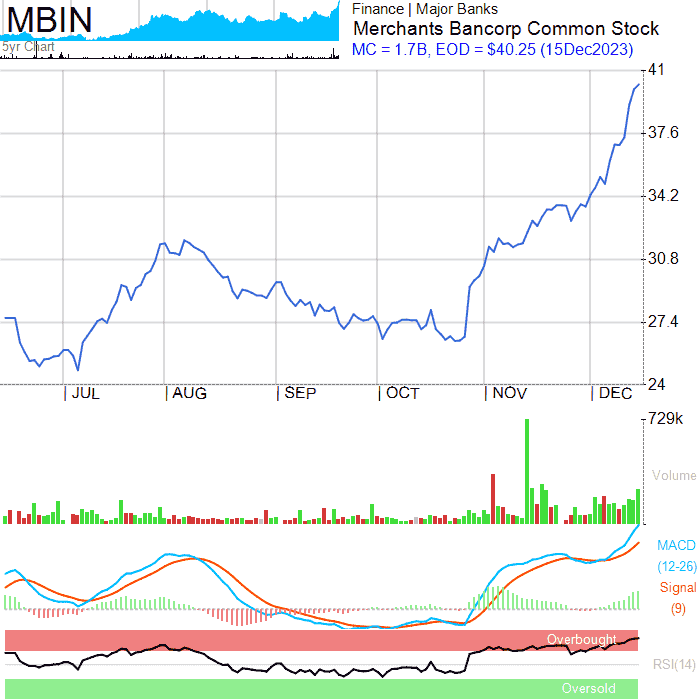 MBIN
5yr Chart
Finance | Major Banks
Merchants Bancorp Common Stock
MC = 1.7B, EOD = $40.25 (15Dec2023)
41
37.6
34.2
30.8
27.4
24
JUL AUG SEP OCT NOV DEC
729k
Volume
MACD
(12-26)
Signal
(9)
Overbought
RSI(14)
Oversold